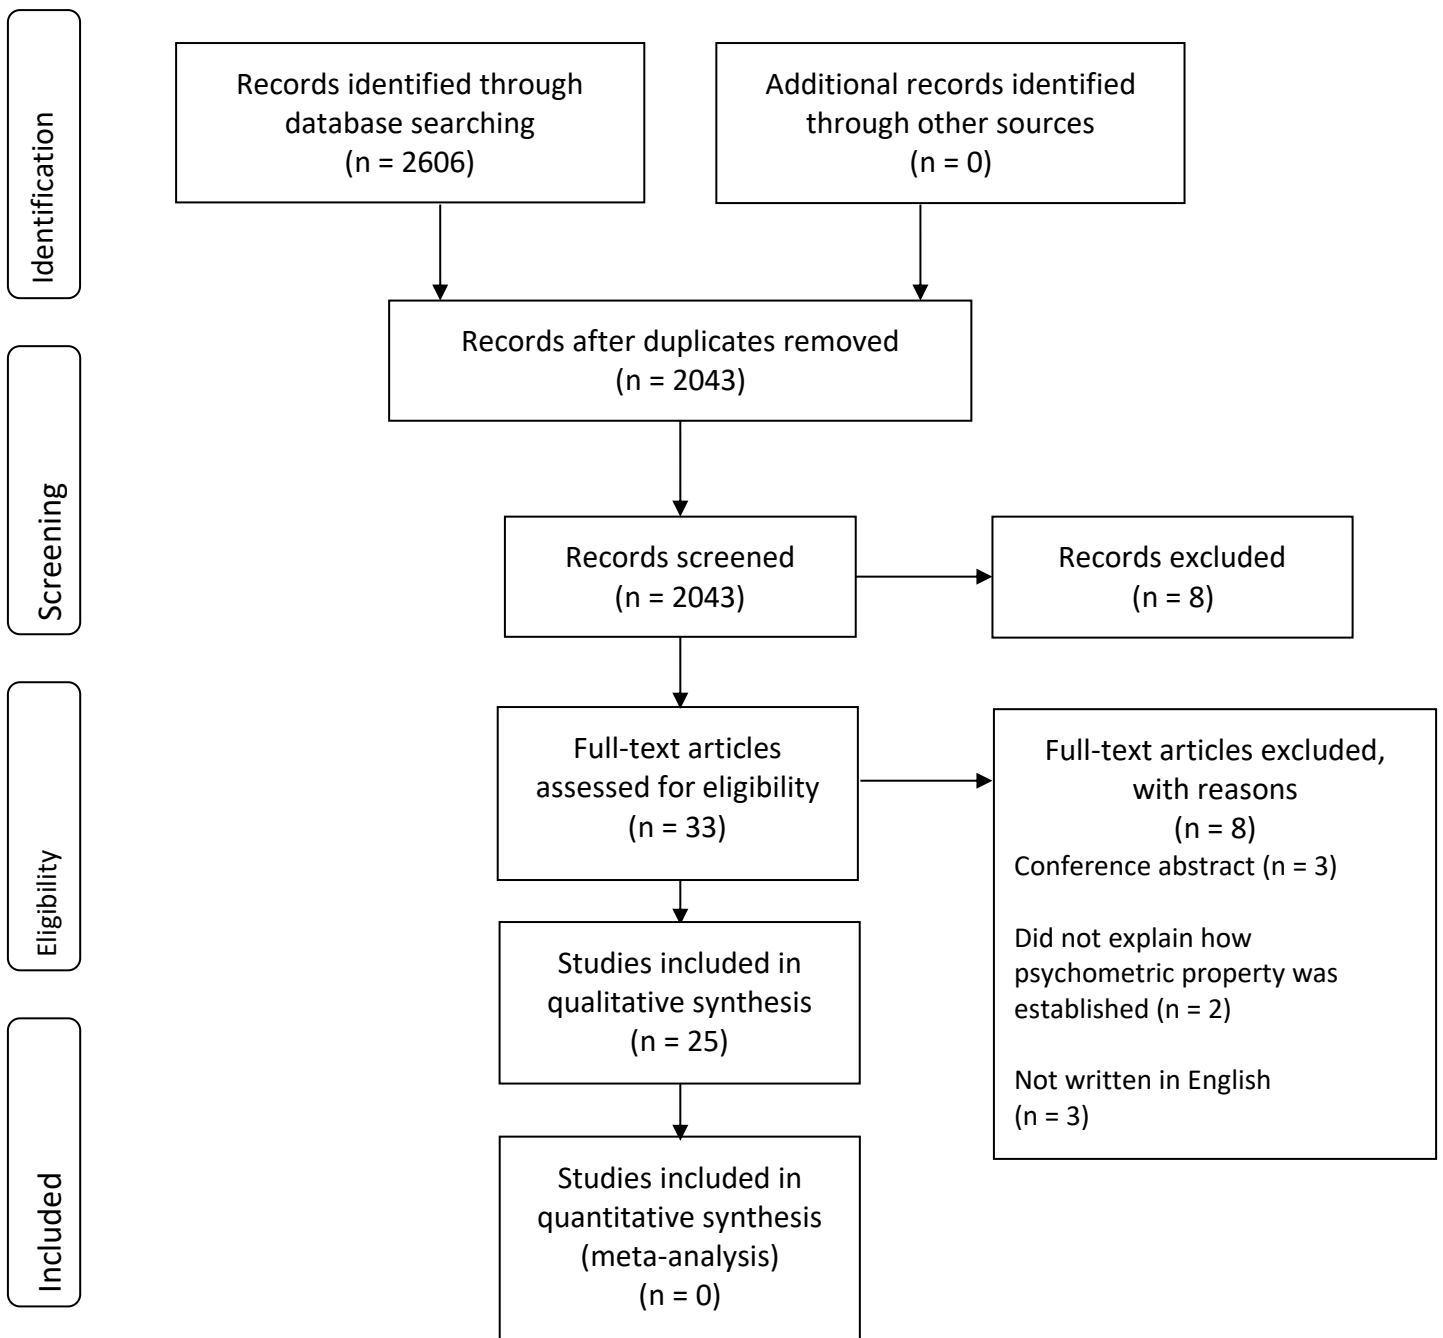 Identification
Records identified through
database searching
(n = 2606)
Additional records identified
through other sources
(n = 0)
Records after duplicates removed
(n = 2043)
Screening
Records screened
(n = 2043)
Records excluded
(n = 8)
Eligibility
Full-text articles
assessed for eligibility
(n = 33)
Full-text articles excluded,
with reasons
(n = 8)
Conference abstract (n = 3)
Did not explain how
psychometric property was
established (n = 2)
Not written in English
(n = 3)
Studies included in
qualitative synthesis
(n = 25)
Included
Studies included in
quantitative synthesis
(meta-analysis)
(n = 0)